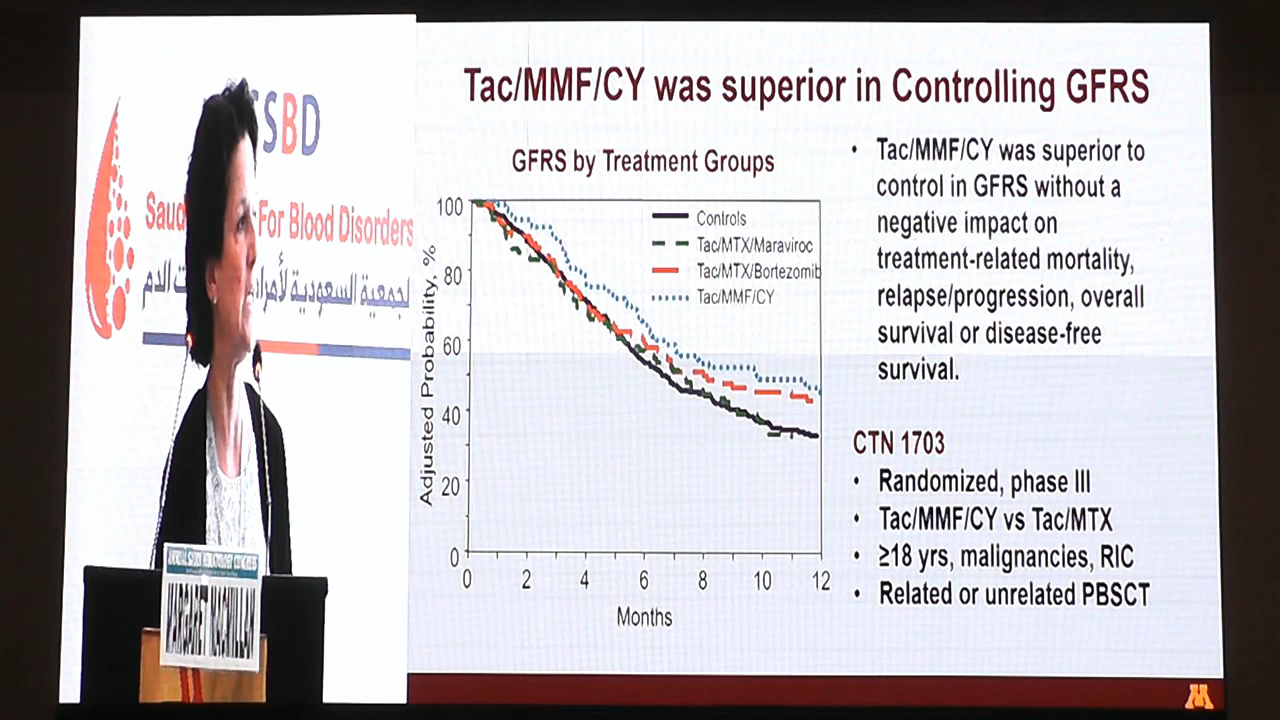 SBD
Saud For Blood Disorders
الجمعية السعودية لأمراض ت الدم
MARGARET MACMILLAN
Tac/MMF/CY was superior in Controlling GFRS
GFRS by Treatment Groups
Adjusted Probability, %
100
80
60
40
20
0
0 2 4 6 8 10 12
Months
Controls
Tac/MTX/Maraviroc
Tac/MTX/Bortezomib
Tac/MMF/CY
• Tac/MMF/CY was superior to
control in GFRS without a
negative impact on
treatment-related mortality,
relapse/progression, overall
survival or disease-free
survival.
CTN 1703
• Randomized, phase III
• Tac/MMF/CY vs Tac/MTX
• ≥18 yrs, malignancies, RIC
• Related or unrelated PBSCT
M